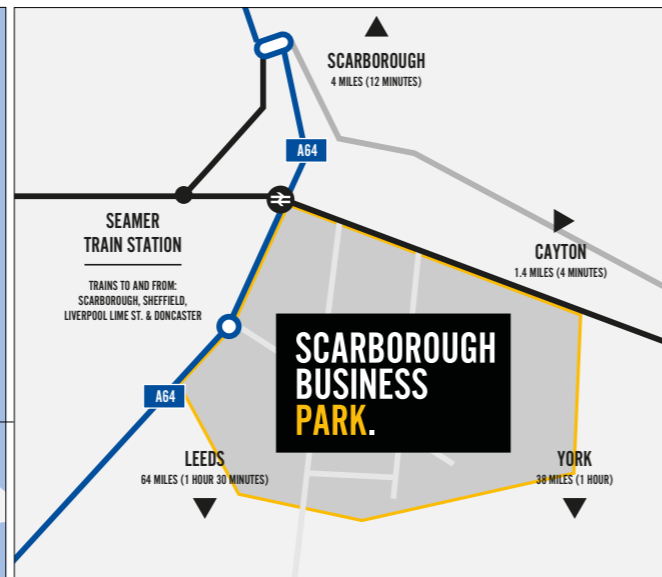 SCARBOROUGH
4 MILES (12 MINUTES)
A64
SEAMER
TRAIN STATION
TRAINS TO AND FROM:
SCARBOROUGH, SHEFFIELD,
LIVERPOOL LIME ST. & DONCASTER
CAYTON
1.4 MILES (4 MINUTES)
SCARBOROUGH
BUSINESS
PARK.
A64
LEEDS
64 MILES (1 HOUR 30 MINUTES)
YORK
38 MILES (1 HOUR)